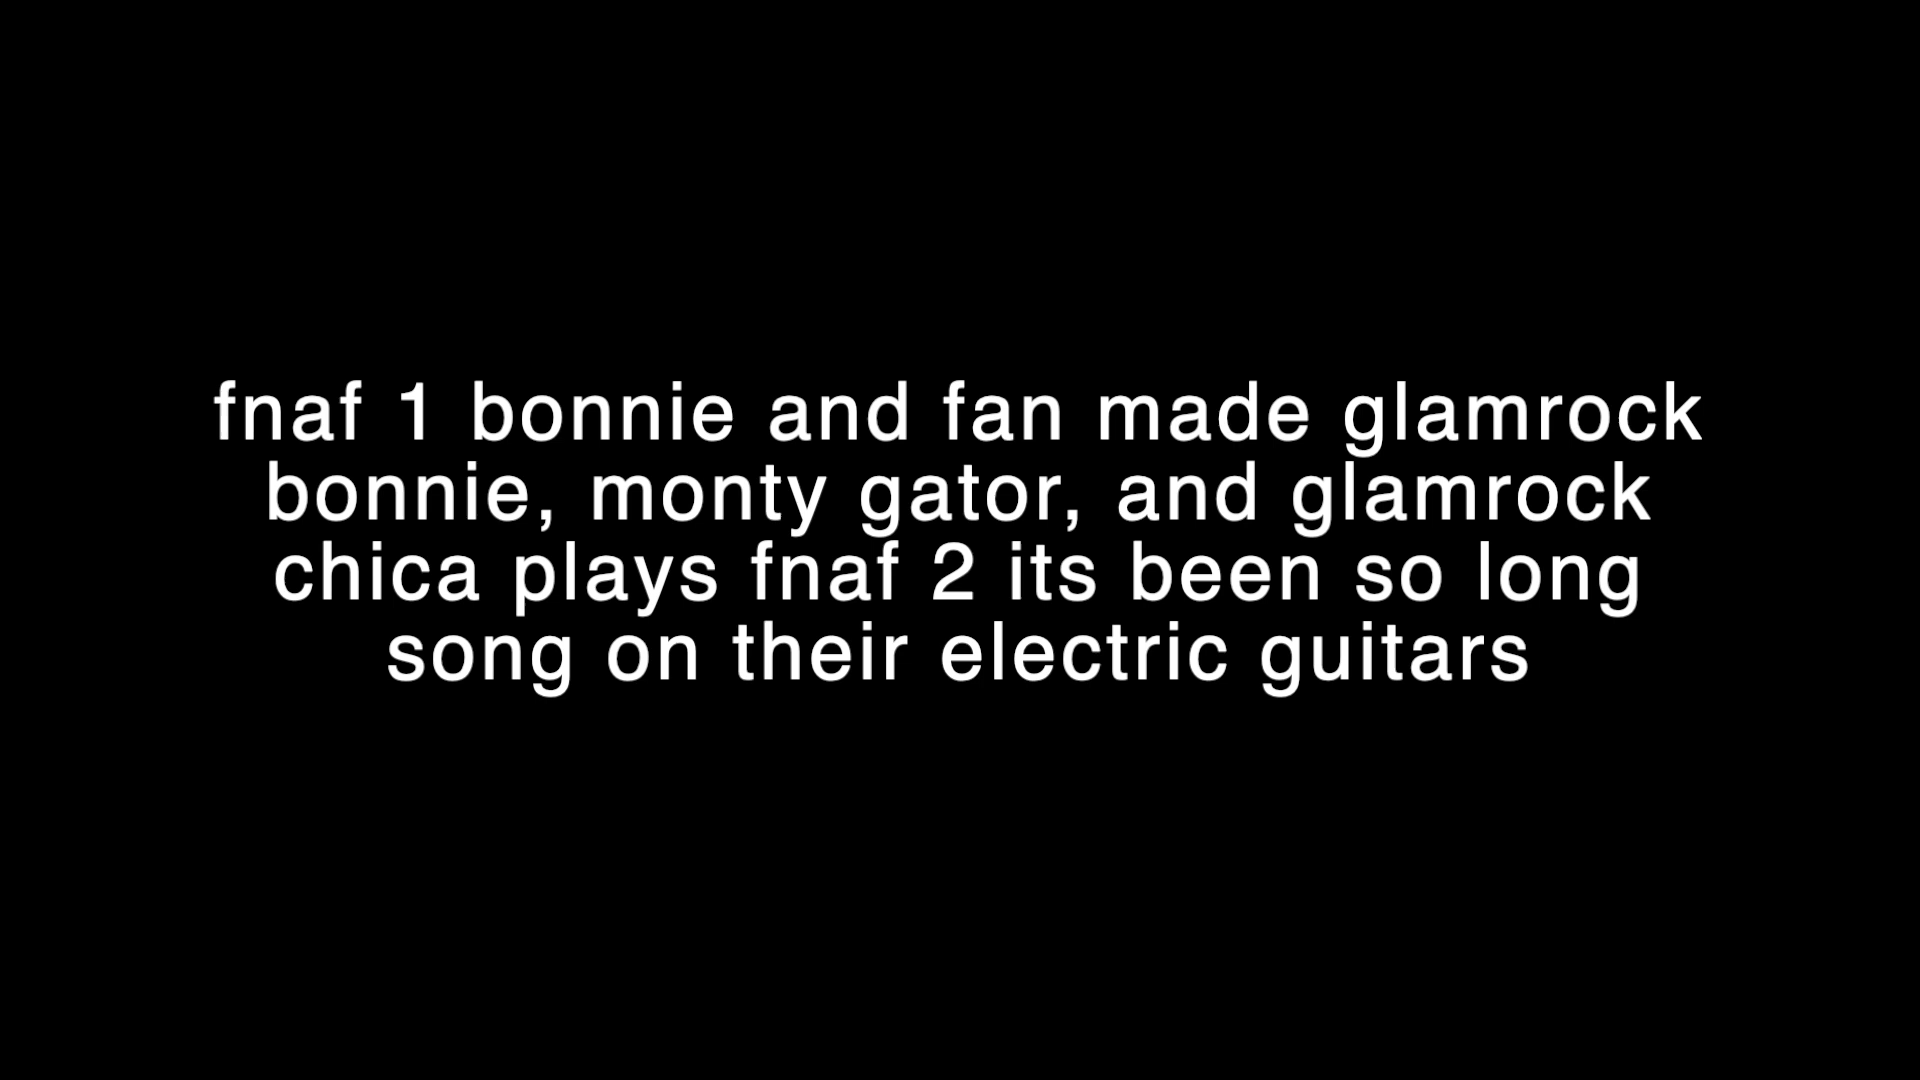 fnaf 1 bonnie and fan made glamrock
bonnie, monty gator, and glamrock
chica plays fnaf 2 its been so long
song on their electric guitars